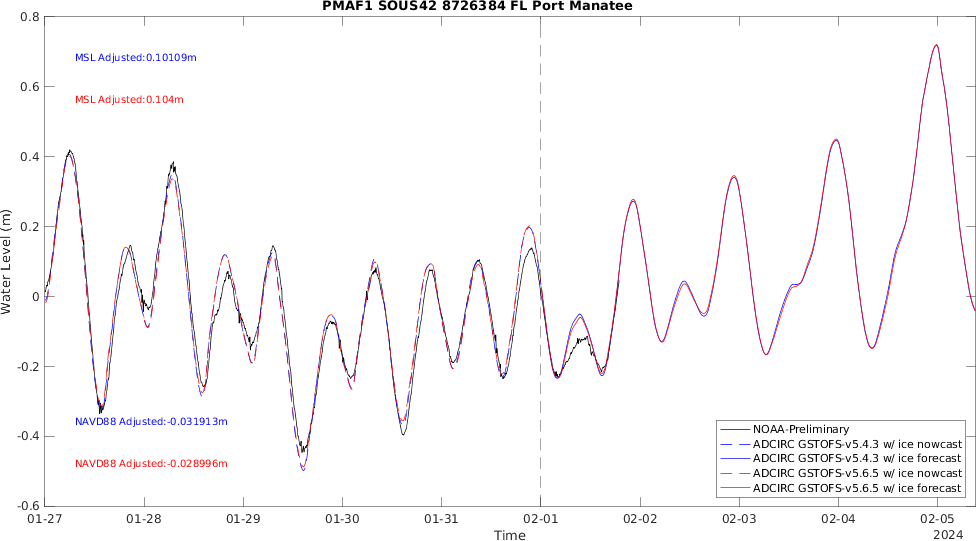 PMAF1 SOUS42 8726384 FL Port Manatee
0.8
0.6
0.4
0.2
0
-0.2
-0.4
-0.6
Water Level (m)
MSL Adjusted:0.10109m
MSL Adjusted:0.104m
NAVD88 Adjusted:-0.031913m
NAVD88 Adjusted:-0.028996m
NOAA-Preliminary
ADCIRC GSTOFS-v5.4.3 w/ ice nowcast
ADCIRC GSTOFS-v5.4.3 w/ ice forecast
ADCIRC GSTOFS-v5.6.5 w/ ice nowcast
ADCIRC GSTOFS-v5.6.5 w/ ice forecast
01-27 01-28 01-29 01-30 01-31 02-01 02-02 02-03 02-04 02-05
Time
2024